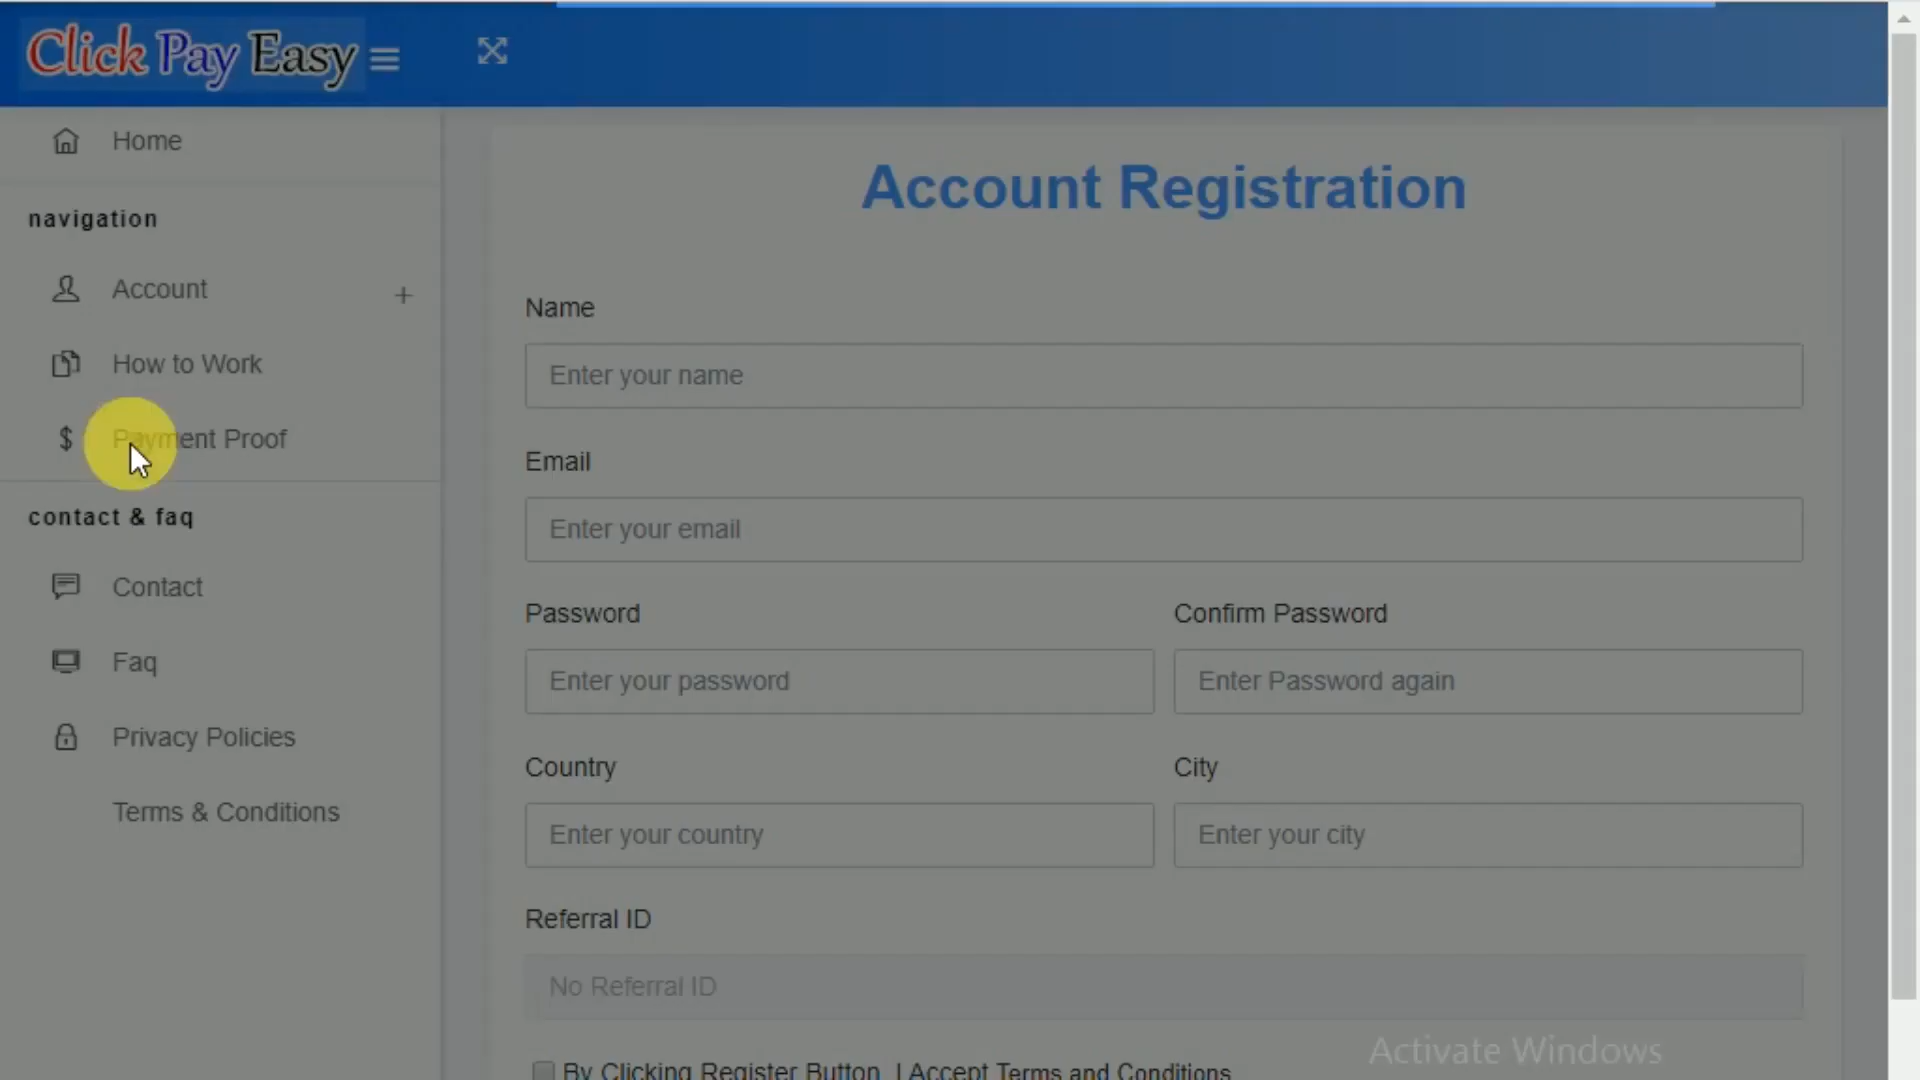 Click Pay Easy
Home
navigation
Account
How to Work
Payment Proof
contact & faq
Contact
Faq
Privacy Policies
Terms & Conditions
Account Registration
Name
Enter your name
Email
Enter your email
Password
Confirm Password
Enter your password
Enter Password again
Country
City
Enter your country
Enter your city
Referral ID
No Referral ID
By Clicking Register Button, I Accept Terms and Conditions
Activate Windows